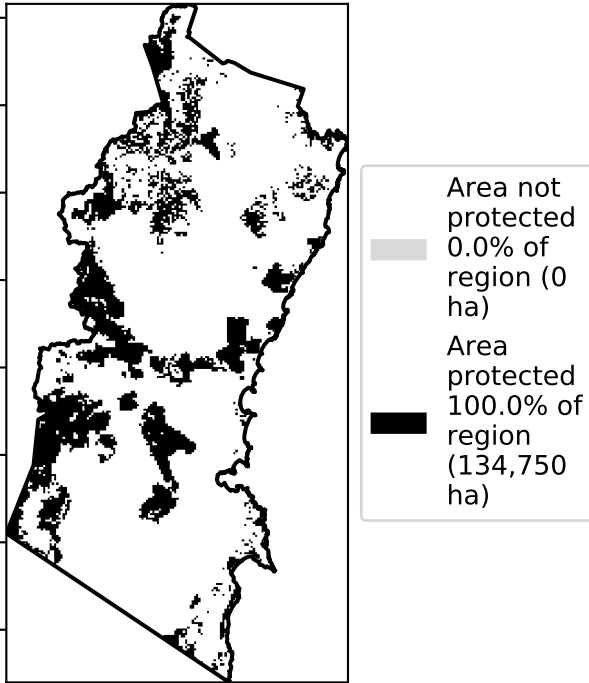 Area not
protected
0.0% of
region (0
ha)
Area
protected
100.0% of
region
(134,750
ha)